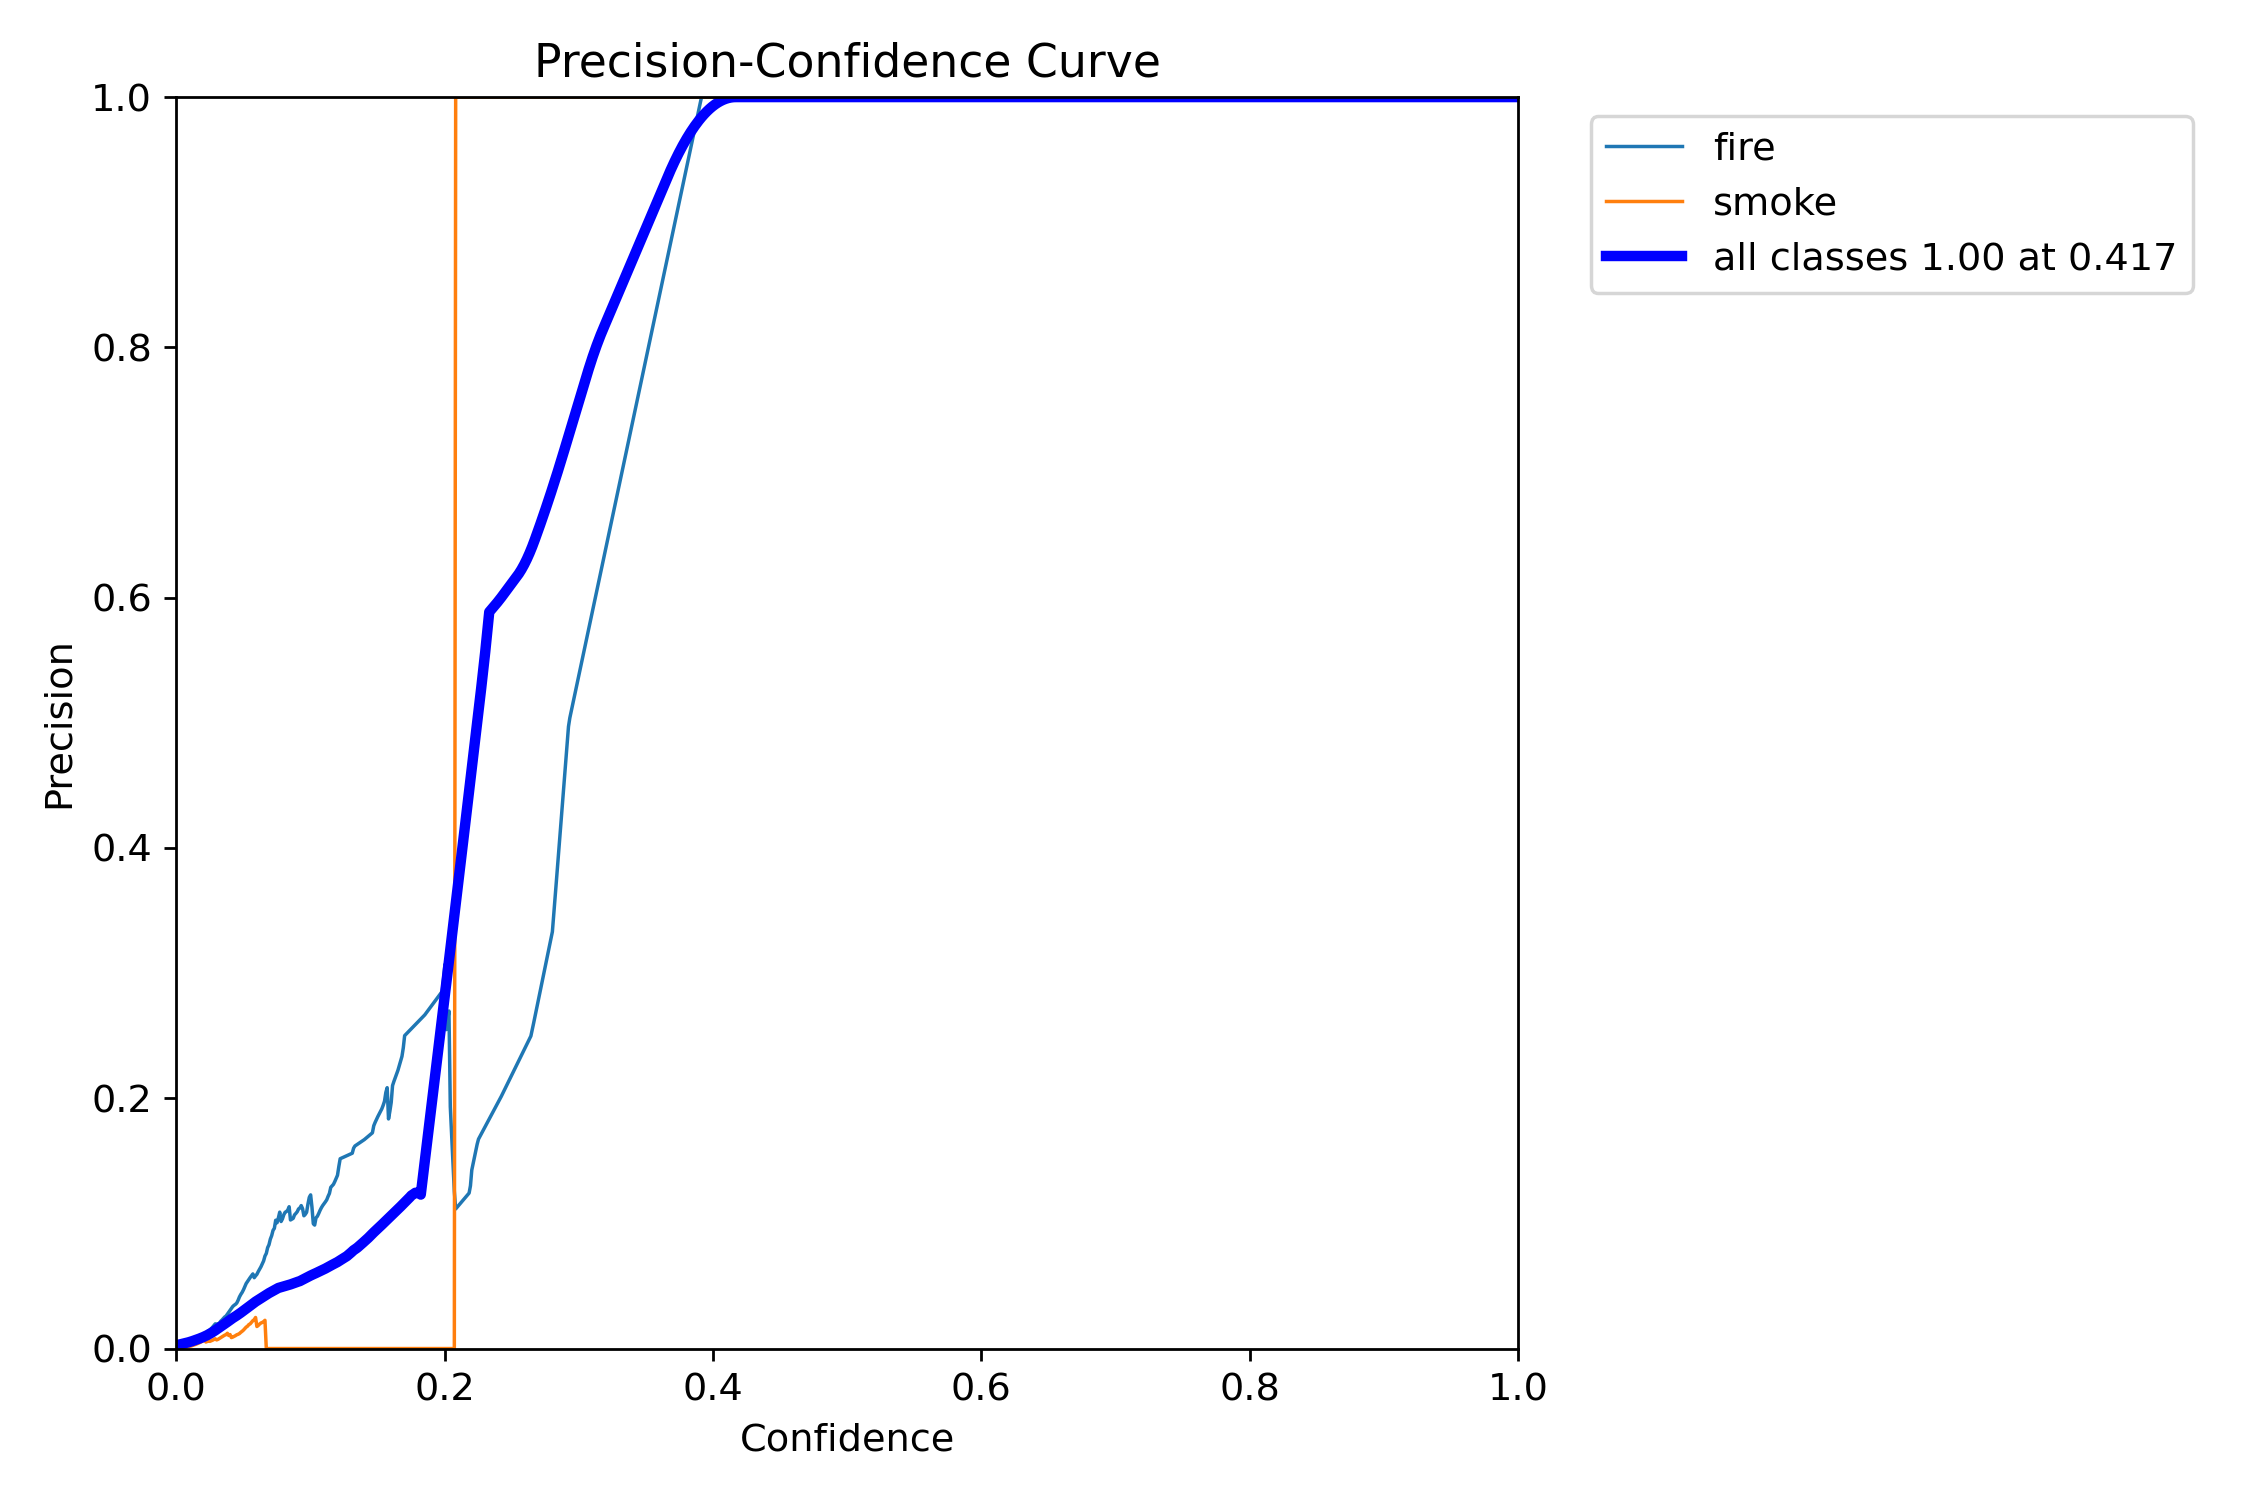 Precision-Confidence Curve
1.0
0.8
0.6
0.4
0.2
0.0
Precision
0.0 0.2 0.4 0.6 0.8 1.0
Confidence
fire
smoke
all classes 1.00 at 0.417